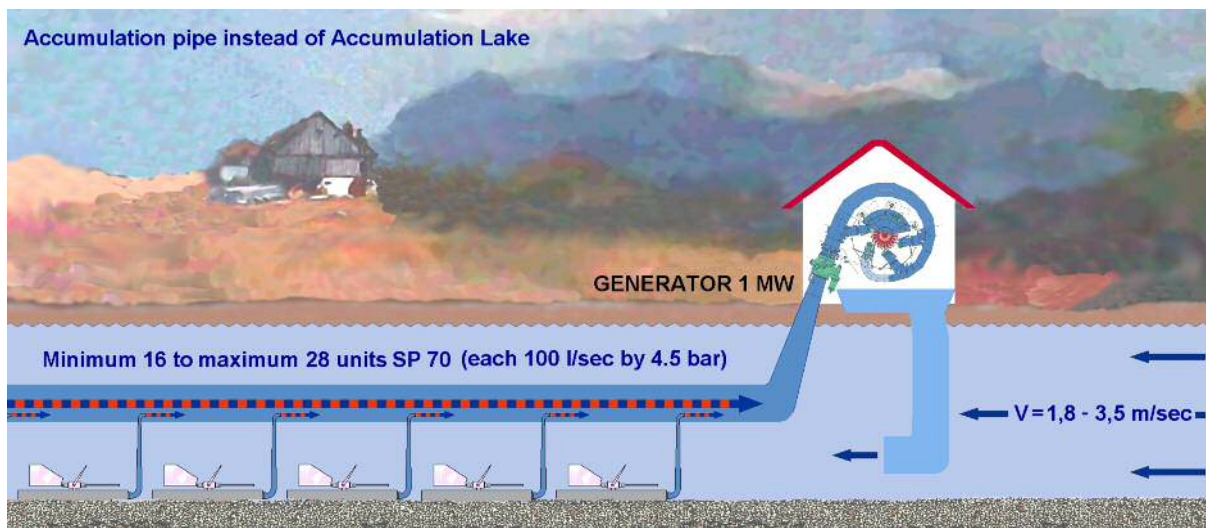 Accumulation pipe instead of Accumulation Lake
GENERATOR 1 MW
Minimum 16 to maximum 28 units SP 70 (each 100 l/sec by 4.5 bar)
V = 1,8 - 3,5 m/sec